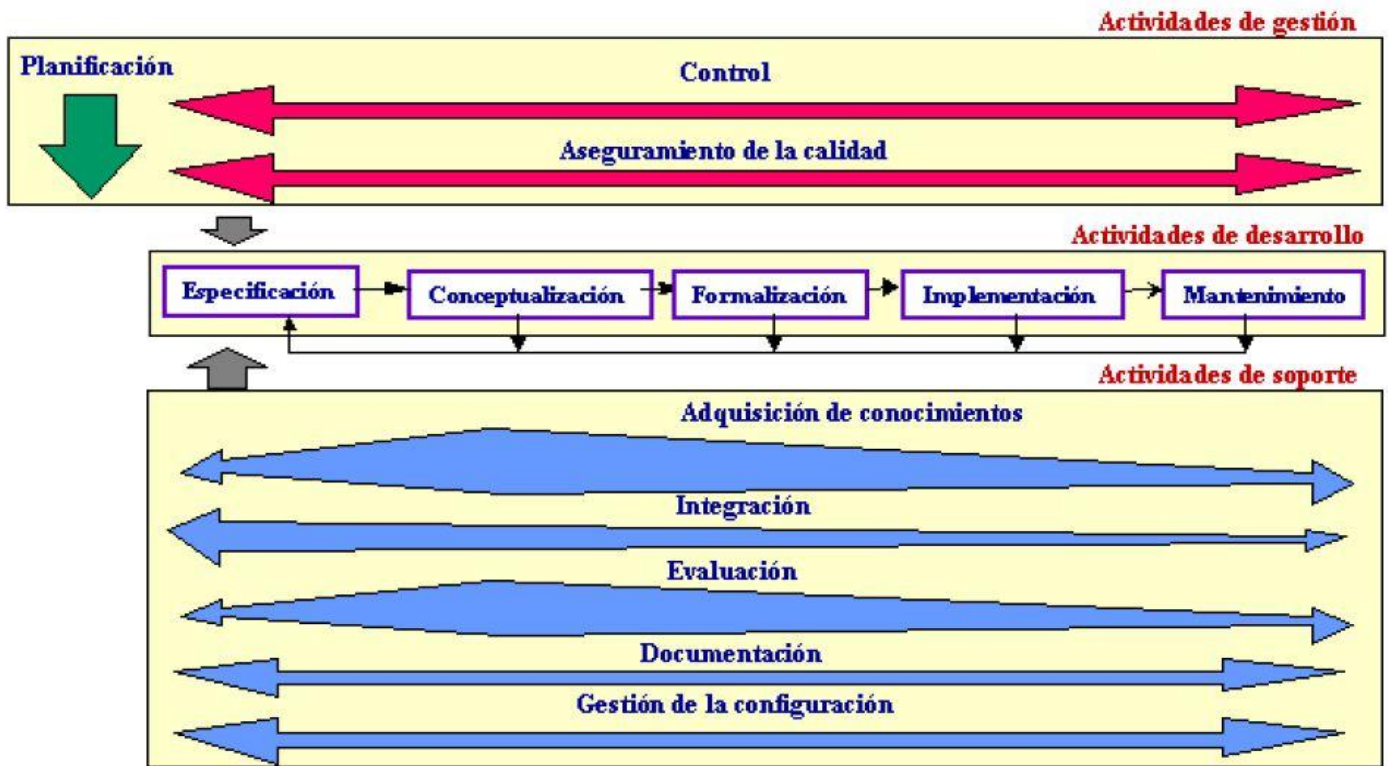 Actividades de gestión
Planificación
Control
Aseguramiento de la calidad
Actividades de desarrollo
Especificación
Conceptualización
Formalización
Implementación
Mantenimiento
Actividades de soporte
Adquisición de conocimientos
Integración
Evaluación
Documentación
Gestión de la configuración